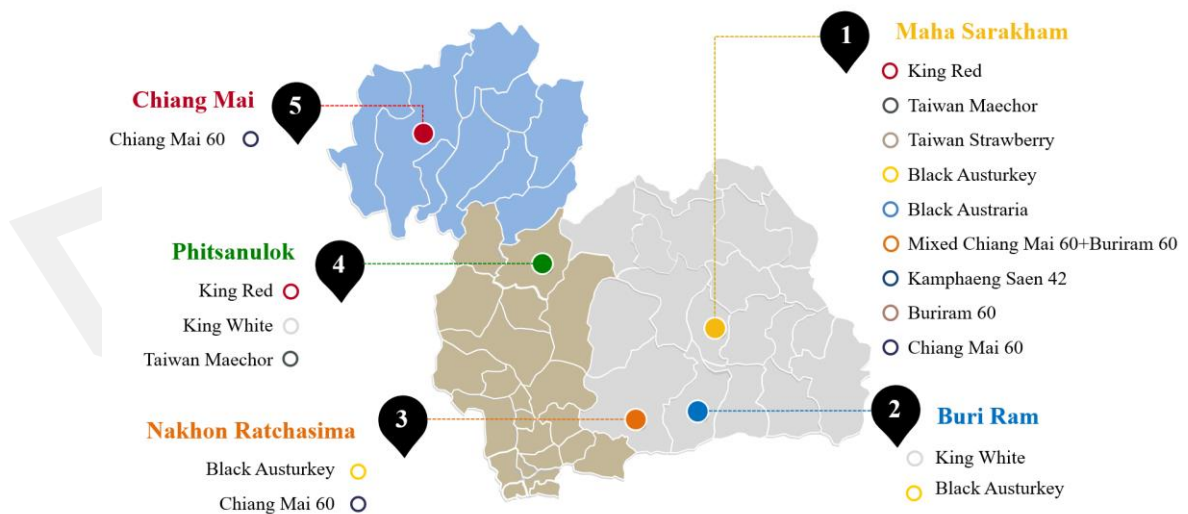 1
Maha Sarakham
King Red
Taiwan Maechor
Taiwan Strawberry
Black Austurkey
Black Austraria
Mixed Chiang Mai 60+Buriram 60
Kamphaeng Saen 42
Buriram 60
Chiang Mai 60
2
Buri Ram
King White
Black Austurkey
3
Nakhon Ratchasima
Black Austurkey
Chiang Mai 60
4
Phitsanulok
King Red
King White
Taiwan Maechor
5
Chiang Mai
Chiang Mai 60